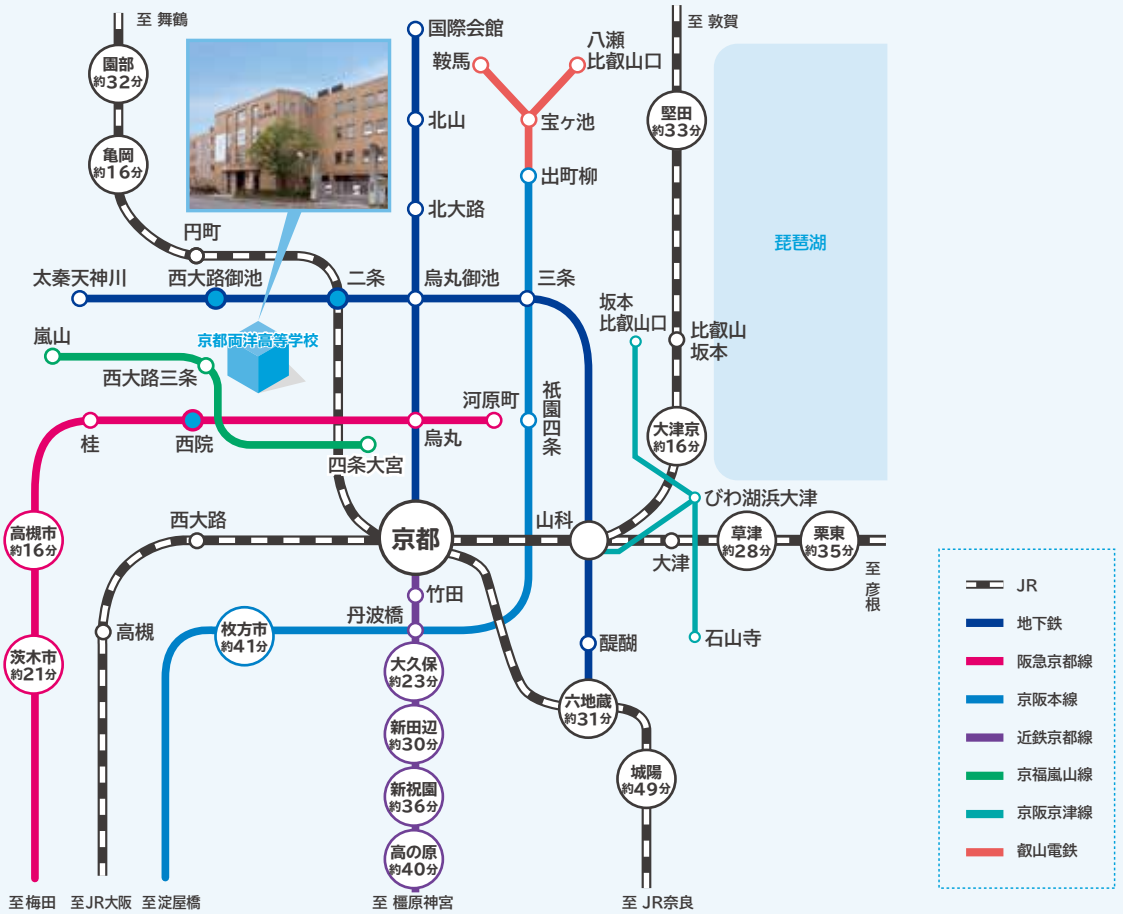 至 舞鶴
園部
約32分
亀岡
約16分
円町
国際会館
北山
北大路
鞍馬
八瀬
比叡山口
宝ヶ池
出町柳
至 敦賀
堅田
約33分
琵琶湖
太秦天神川
西大路御池
二条
烏丸御池
三条
坂本
比叡山口
比叡山
坂本
京都両洋高等学校
嵐山
西大路三条
桂
西院
四条大宮
烏丸
河原町
祇園四条
大津京
約16分
びわ湖浜大津
高槻市
約16分
西大路
京都
山科
大津
草津
約28分
栗東
約35分
至 彦根
茨木市
約21分
高槻
枚方市
約41分
丹波橋
竹田
石山寺
醍醐
大久保
約23分
新田辺
約30分
新祝園
約36分
高の原
約40分
六地蔵
約31分
城陽
約49分
至梅田
至JR大阪
至淀屋橋
至 橿原神宮
至 JR奈良
JR
地下鉄
阪急京都線
京阪本線
近鉄京都線
京福嵐山線
京阪京津線
叡山電鉄